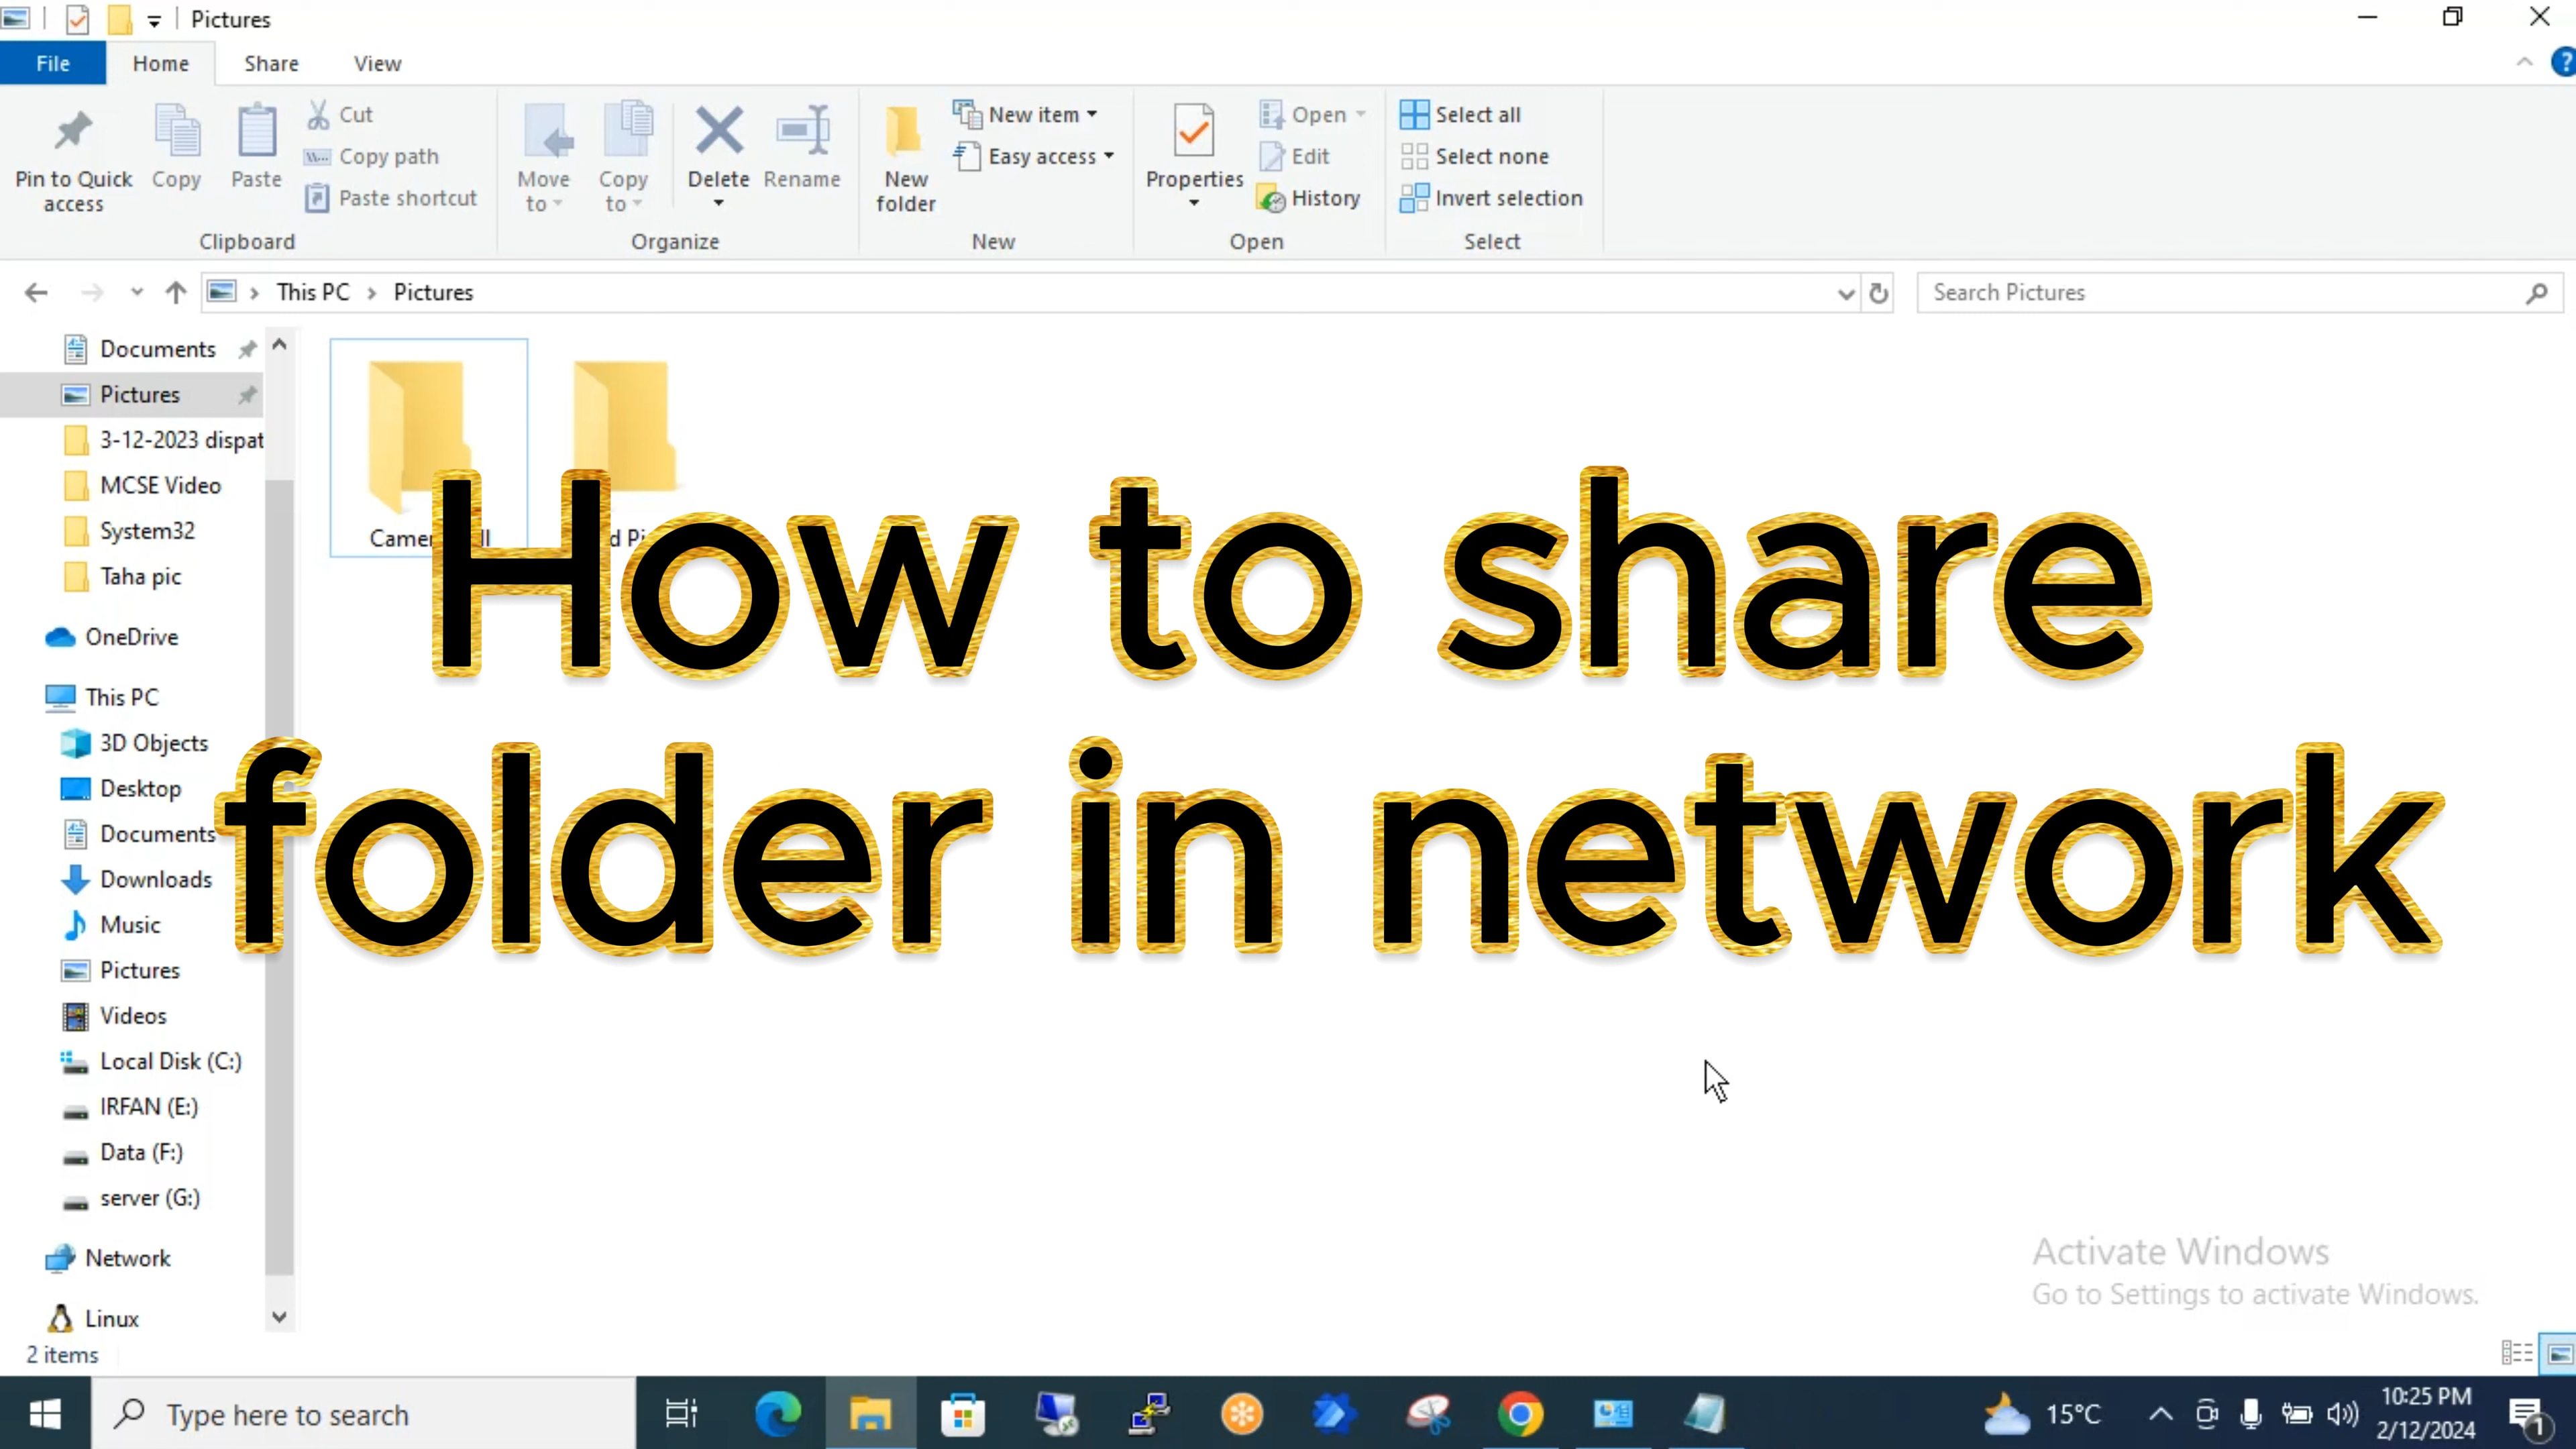 Pictures
File Home Share View
Pin to Quick access
Copy
Paste
Cut
Copy path
Paste shortcut
Clipboard
Move to
Copy to
Delete
Rename
Organize
New folder
New item
Easy access
New
Properties
Open
Edit
History
Open
Select all
Select none
Invert selection
Select
This PC > Pictures
Search Pictures
Documents
Pictures
3-12-2023 dispat
MCSE Video
System32
Taha pic
OneDrive
This PC
3D Objects
Desktop
Documents
Downloads
Music
Pictures
Videos
Local Disk (C:)
IRFAN (E:)
Data (F:)
server (G:)
Network
Linux
How to share
folder in network
Activate Windows
Go to Settings to activate Windows.
2 items
Type here to search
15°C
10:25 PM
2/12/2024
1